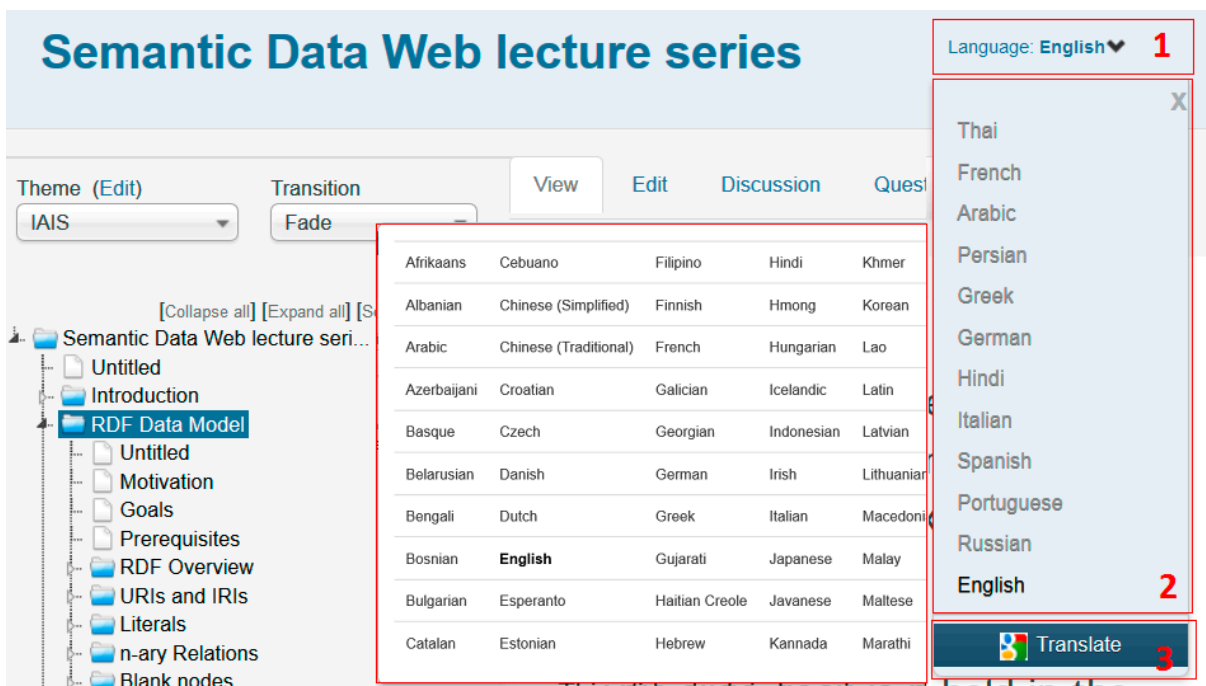 Semantic Data Web lecture series
Language: English 1
X
Thai
French
Arabic
Persian
Greek
German
Hindi
Italian
Spanish
Portuguese
Russian
English 2
Translate 3
Theme (Edit) Transition
IAIS Fade
View Edit Discussion
[Collapse all] [Expand all]
Semantic Data Web lecture seri...
Untitled
Introduction
RDF Data Model
Untitled
Motivation
Goals
Prerequisites
RDF Overview
URIs and IRIs
Literals
n-ary Relations
Blank nodes
Afrikaans Cebuano Filipino Hindi Khmer
Albanian Chinese (Simplified) Finnish Hmong Korean
Arabic Chinese (Traditional) French Hungarian Lao
Azerbaijani Croatian Galician Icelandic Latin
Basque Czech Georgian Indonesian Latvian
Belarusian Danish German Irish Lithuanian
Bengali Dutch Greek Italian Macedoni
Bosnian English Gujarati Japanese Malay
Bulgarian Esperanto Haitian Creole Javanese Maltese
Catalan Estonian Hebrew Kannada Marathi